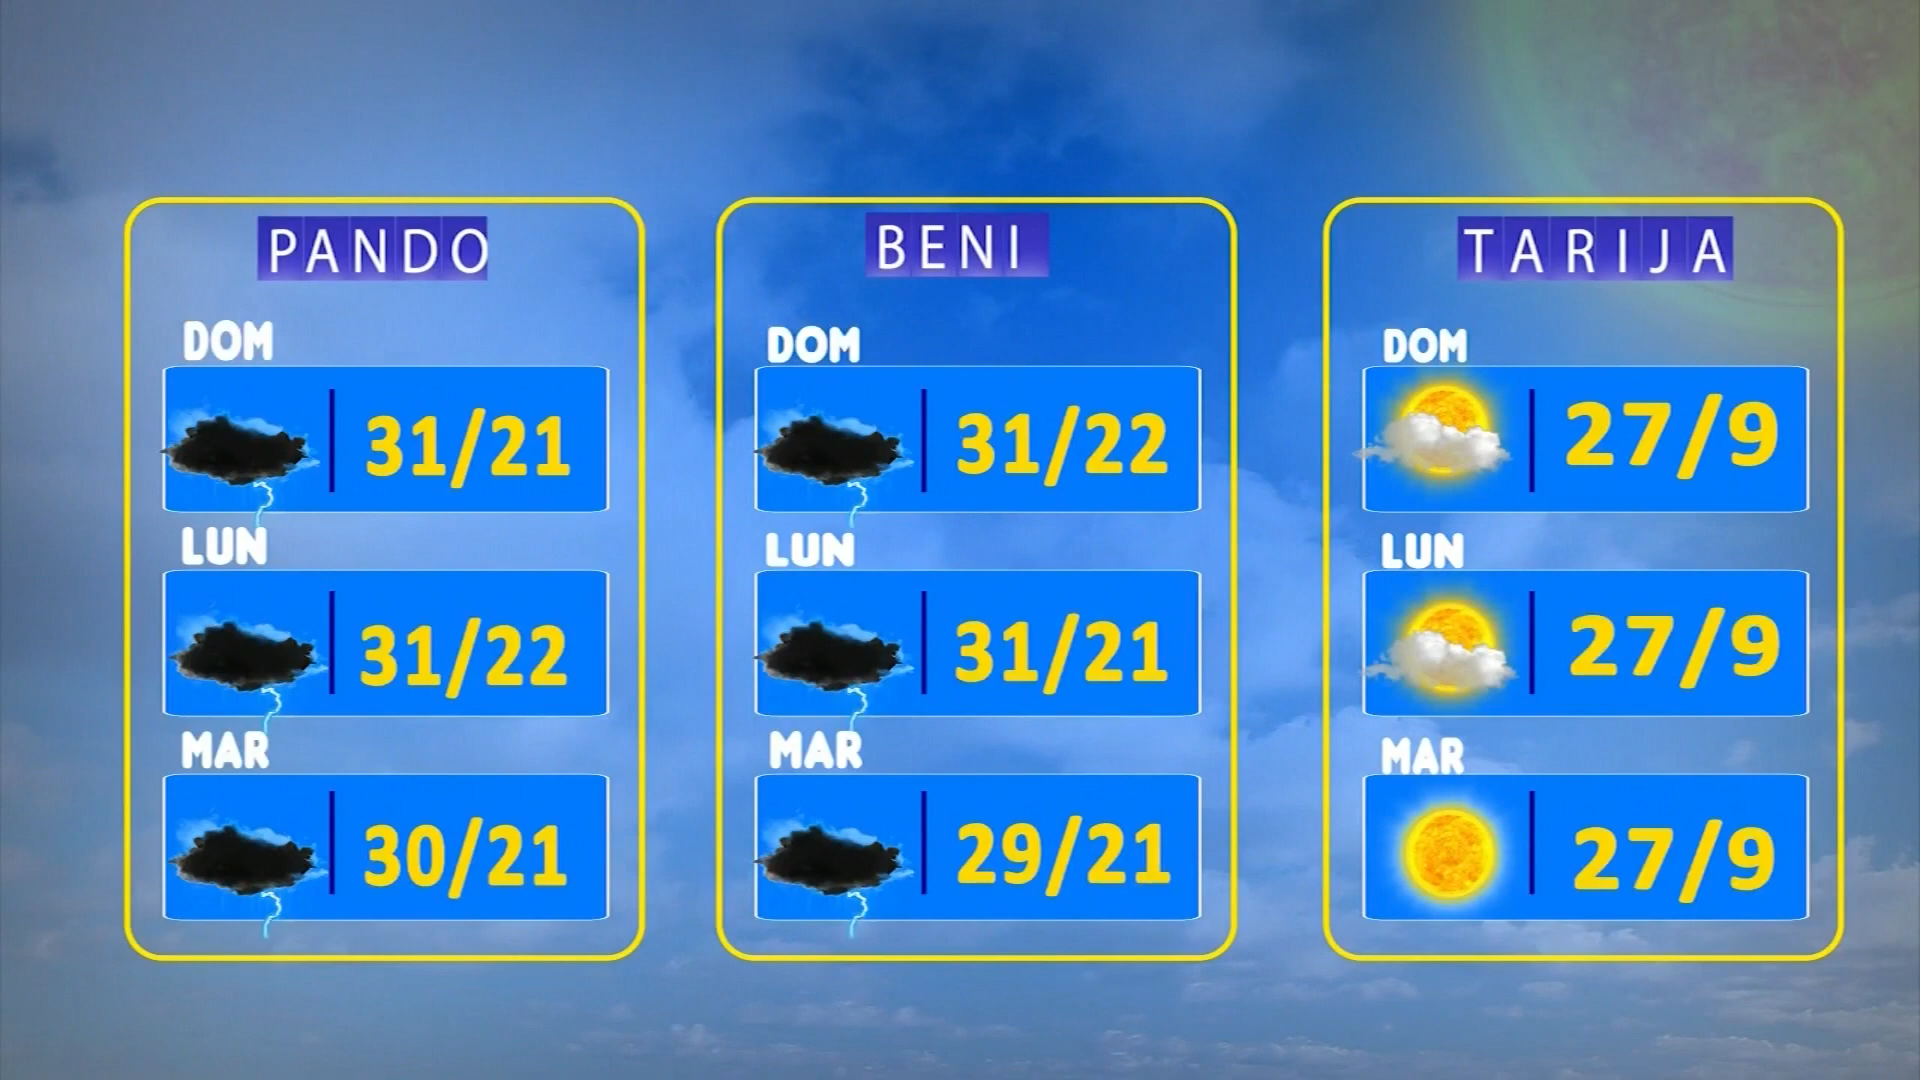 PANDO
DOM
31/21
LUN
31/22
MAR
30/21
BENI
DOM
31/22
LUN
31/21
MAR
29/21
TARIJA
DOM
27/9
LUN
27/9
MAR
27/9